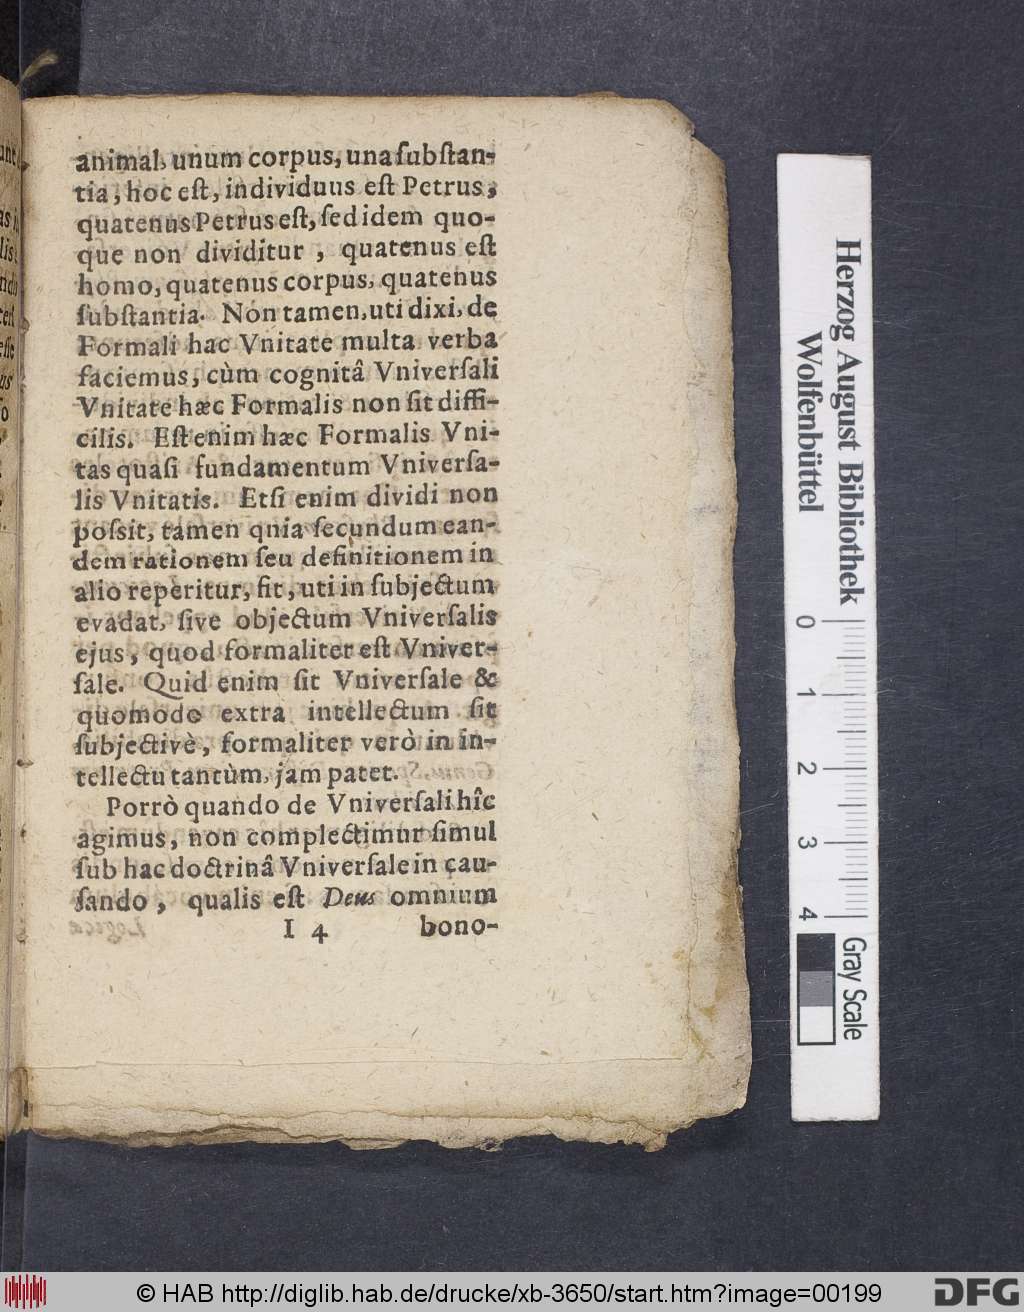 animal, unum corpus, una ſubſtan-
tia, hoc eſt, individuus eſt Petrus,
quatenus Petrus eſt, ſed idem quo-
que non dividitur, quatenus eſt
homo, quatenus corpus, quatenus
ſubſtantia. Non tamen, uti dixi, de
Formali hac Vnitate multa verba
faciemus, cùm cognitâ Vniverſali
Vnitate hæc Formalis non ſit diffi-
cilis. Eſt enim hæc Formalis Vni-
tas quaſi fundamentum Vniverſa-
lis Vnitatis. Etſi enim dividi non
poſsit, tamen qnia ſecundum ean-
dem rationem ſeu definitionem in
alio reperitur, fit, uti in ſubjectum
evadat, ſive objectum Vniverſalis
ejus, quod formaliter eſt Vniver-
ſale. Quid enim ſit Vniverſale &
quomodo extra intellectum ſit
ſubjectivè, formaliter verò in in-
tellectu tantùm, jam patet.
Porrò quando de Vniverſali hîc
agimus, non complectimur ſimul
ſub hac doctrinâ Vniverſale in cau-
ſando, qualis eſt Deus omnium
I 4 bono-
Herzog August Bibliothek
Wolfenbüttel
0 1 2 3 4
Gray Scale
© HAB http://diglib.hab.de/drucke/xb-3650/start.htm?image=00199
DFG